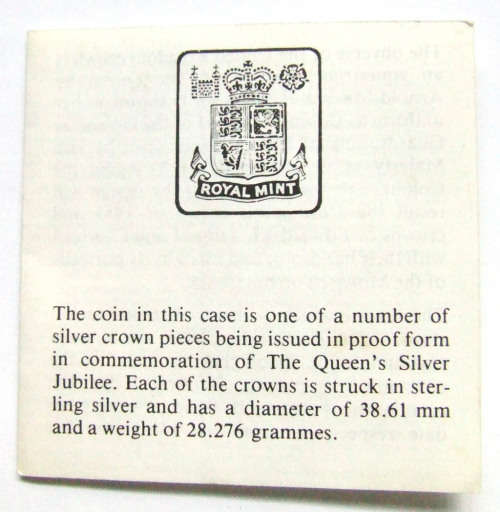 ROYAL MINT
The coin in this case is one of a number of
silver crown pieces being issued in proof form
in commemoration of The Queen's Silver
Jubilee. Each of the crowns is struck in ster-
ling silver and has a diameter of 38.61 mm
and a weight of 28.276 grammes.